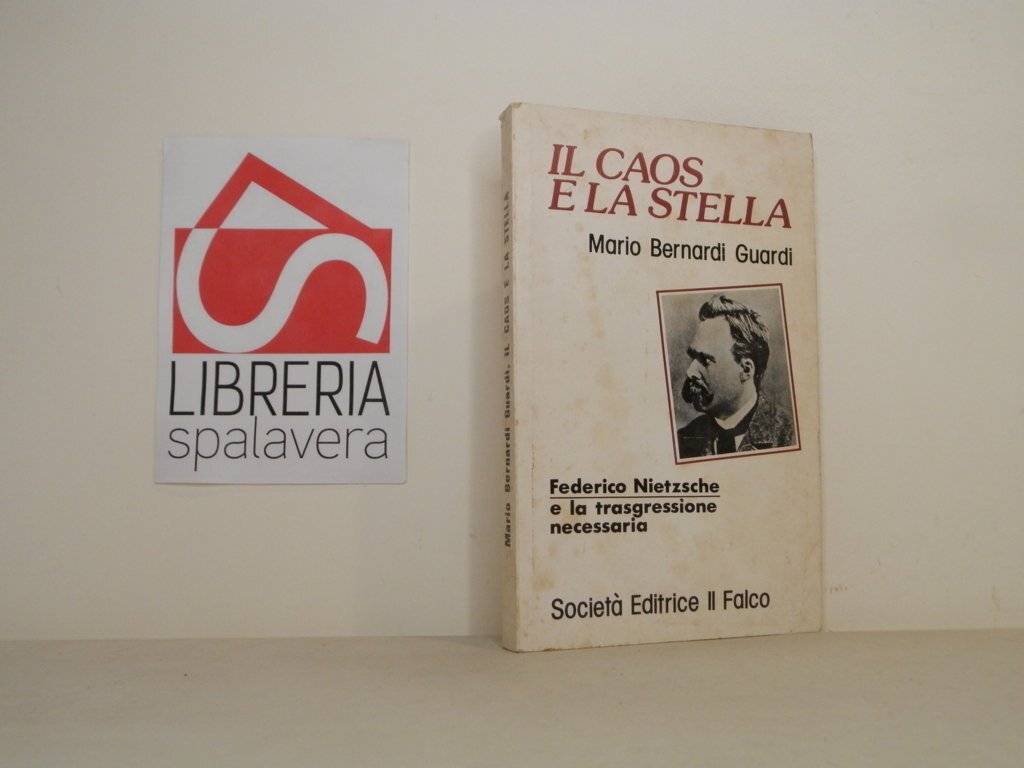 LIBRERIA
spalavera
Mario Bernardi Guardi, IL CAOS E LA STELLA
IL CAOS
E LA STELLA
Mario Bernardi Guardi
Federico Nietzsche
e la trasgressione
necessaria
Società Editrice Il Falco